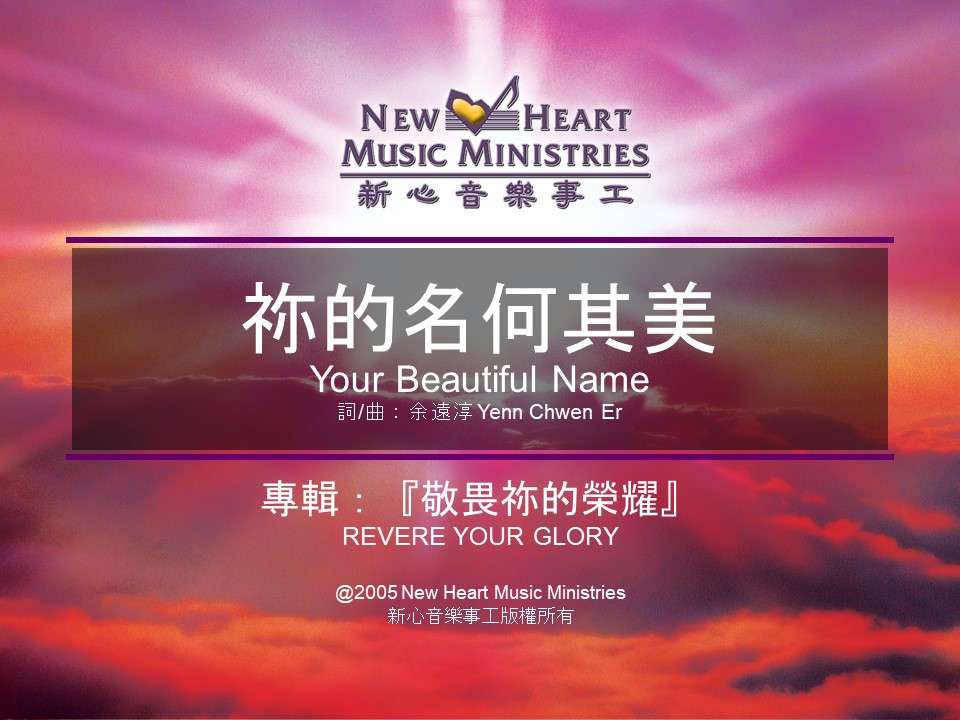 NEW HEART
MUSIC MINISTRIES
新心音樂事工
祢的名何其美
Your Beautiful Name
詞/曲：余遠淳 Yenn Chwen Er
專輯：『敬畏祢的榮耀』
REVERE YOUR GLORY
@2005 New Heart Music Ministries
新心音樂事工版權所有